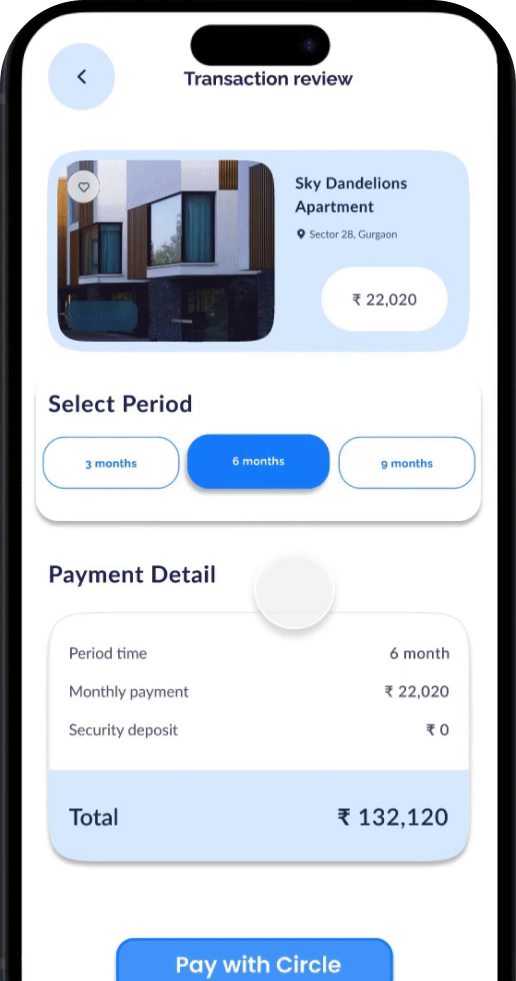 Transaction review
Sky Dandelions
Apartment
Sector 28, Gurgaon
₹ 22,020
Select Period
3 months
6 months
9 months
Payment Detail
Period time
6 month
Monthly payment
₹ 22,020
Security deposit
₹ 0
Total
₹ 132,120
Pay with Circle